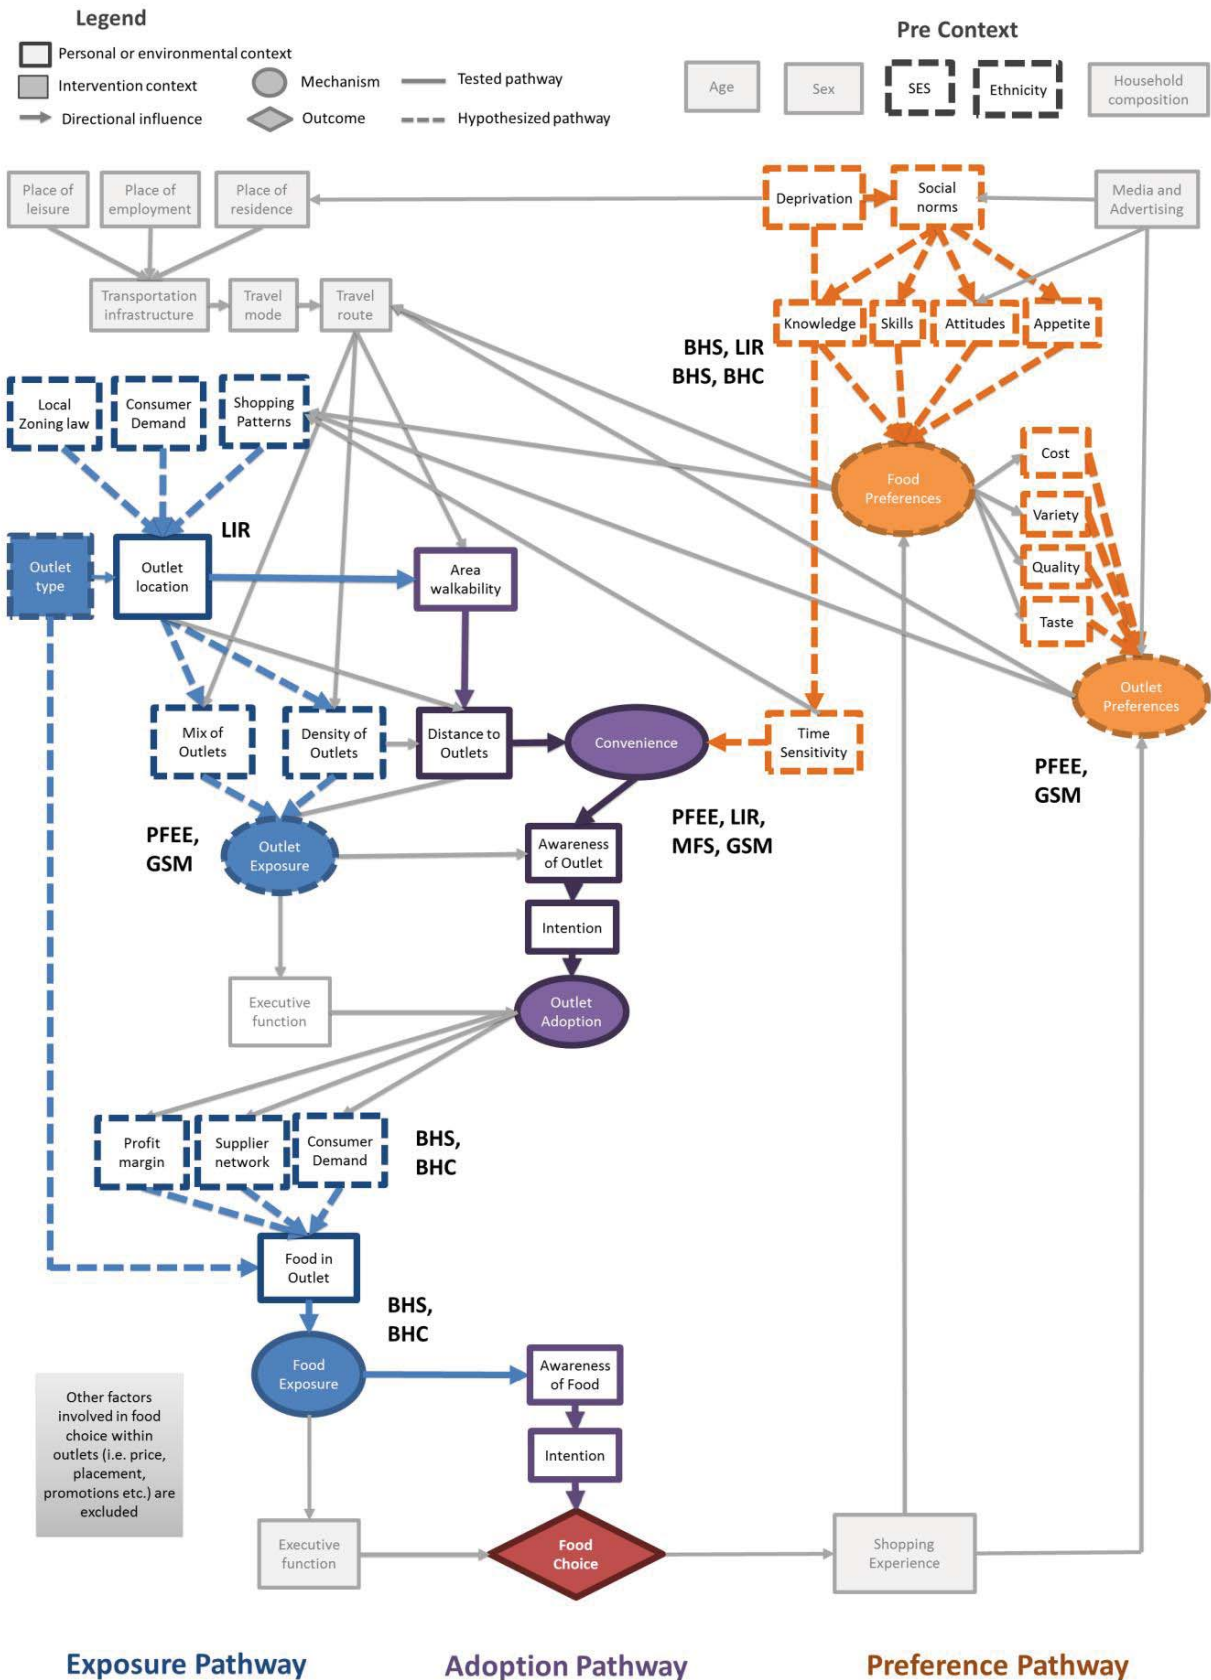 Legend
Personal or environmental context
Intervention context
Directional influence
Mechanism
Outcome
Tested pathway
Hypothesized pathway
Pre Context
Age
Sex
SES
Ethnicity
Household
composition
Place of
leisure
Place of
employment
Place of
residence
Deprivation
Social
norms
Media and
Advertising
Transportation
infrastructure
Travel
mode
Travel
route
Knowledge
Skills
Attitudes
Appetite
BHS, LIR
BHS, BHC
Local
Zoning law
Consumer
Demand
Shopping
Patterns
Food
Preferences
Cost
Variety
Quality
Taste
LIR
Outlet
type
Outlet
location
Area
walkability
Outlet
Preferences
Mix of
Outlets
Density of
Outlets
Distance to
Outlets
Convenience
Time
Sensitivity
PFEE,
GSM
PFEE,
GSM
Outlet
Exposure
Awareness
of Outlet
PFEE, LIR,
MFS, GSM
Intention
Executive
function
Outlet
Adoption
Profit
margin
Supplier
network
Consumer
Demand
BHS,
BHC
Food in
Outlet
BHS,
BHC
Food
Exposure
Awareness
of Food
Other factors
involved in food
choice within
outlets (i.e. price,
placement,
promotions etc.) are
excluded
Intention
Executive
function
Food
Choice
Shopping
Experience
Exposure Pathway
Adoption Pathway
Preference Pathway